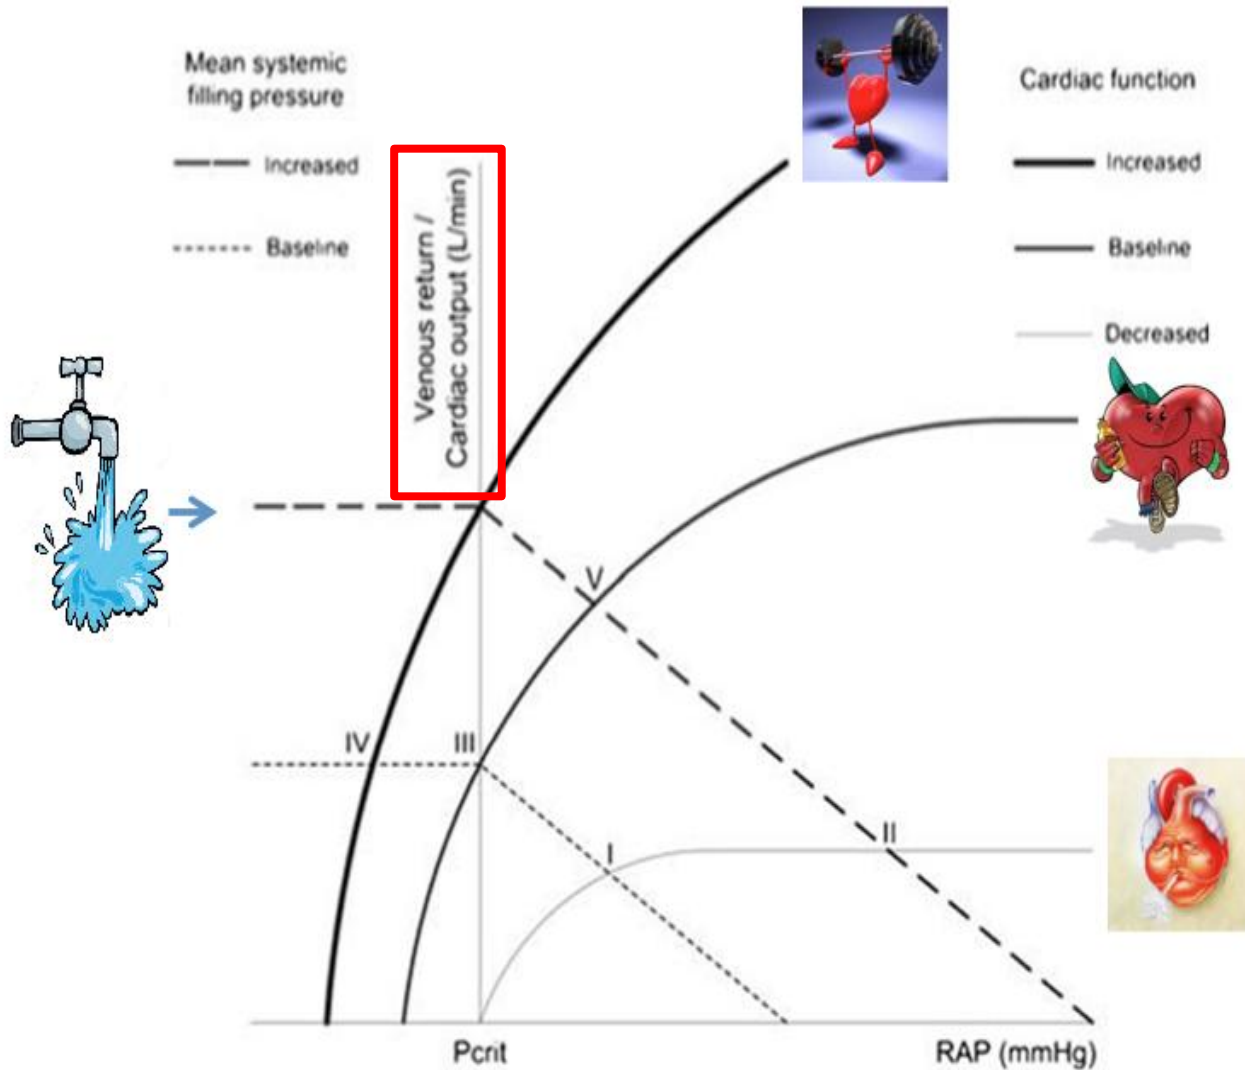 Mean systemic
filling pressure
Increased
Baseline
Venous return /
Cardiac output (L/min)
Cardiac function
Increased
Baseline
Decreased
V
IV
III
II
I
Pcrit
RAP (mmHg)